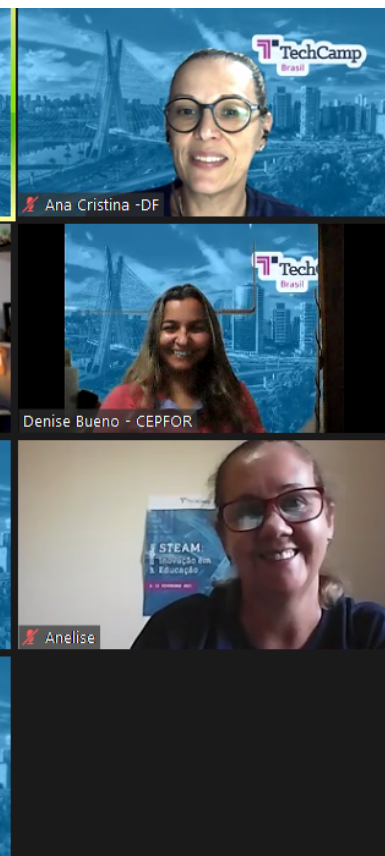 TechCamp
Brasil
Ana Cristina -DF
Tech
Brasil
Denise Bueno - CEPFOR
STEAM:
Inovação em
Educação
Anelise